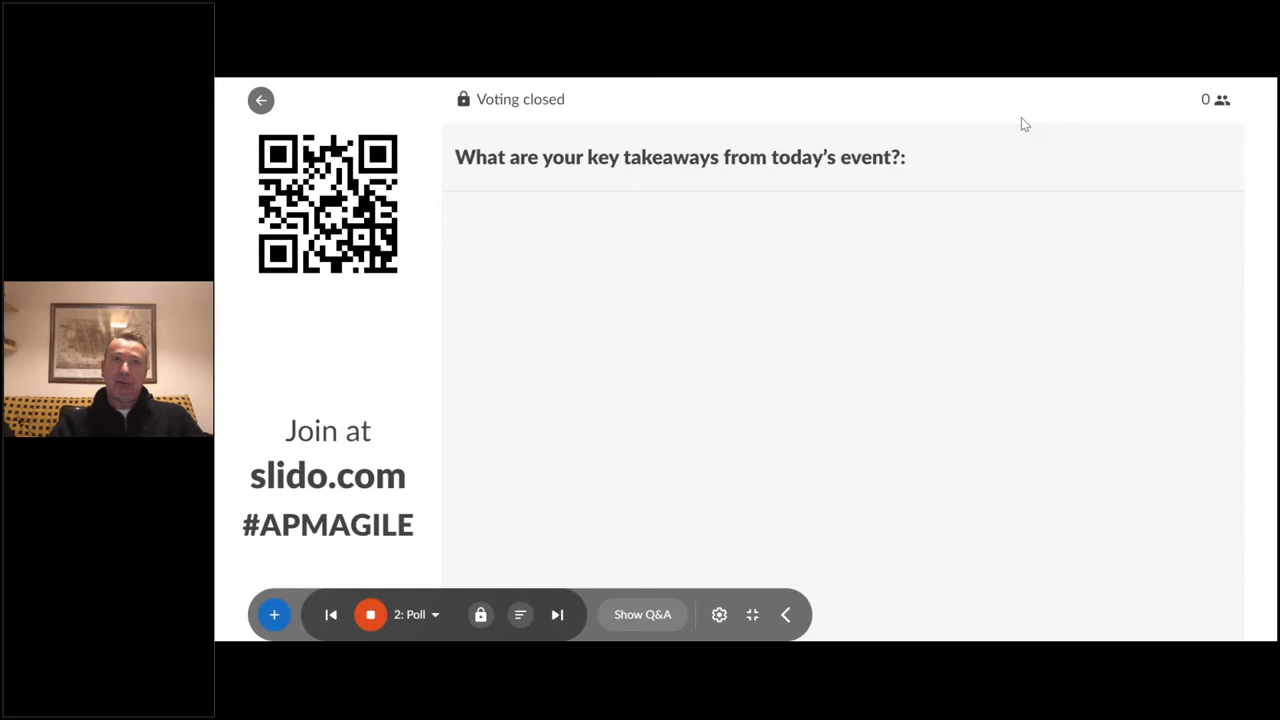 Voting closed
0
What are your key takeaways from today's event?:
Join at
slido.com
#APMAGILE
2: Poll
Show Q&A